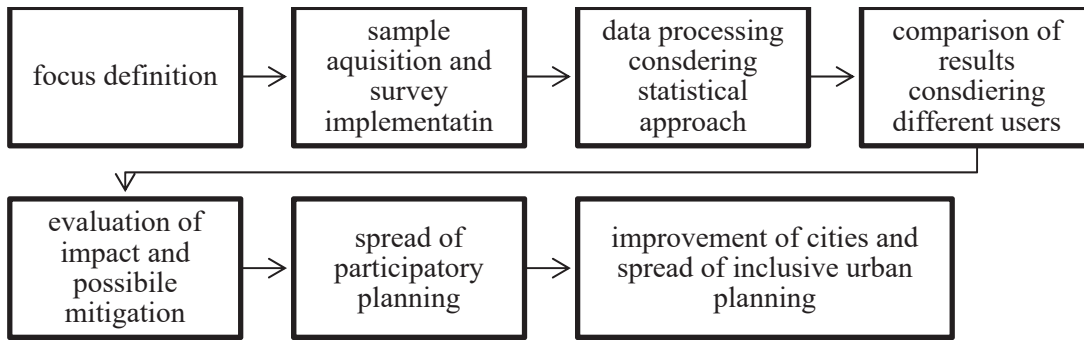 focus definition
sample
aquisition and
survey
implementatin
data processing
consdering
statistical
approach
comparison of
results
consdiering
different users
evaluation of
impact and
possibile
mitigation
spread of
participatory
planning
improvement of cities and
spread of inclusive urban
planning